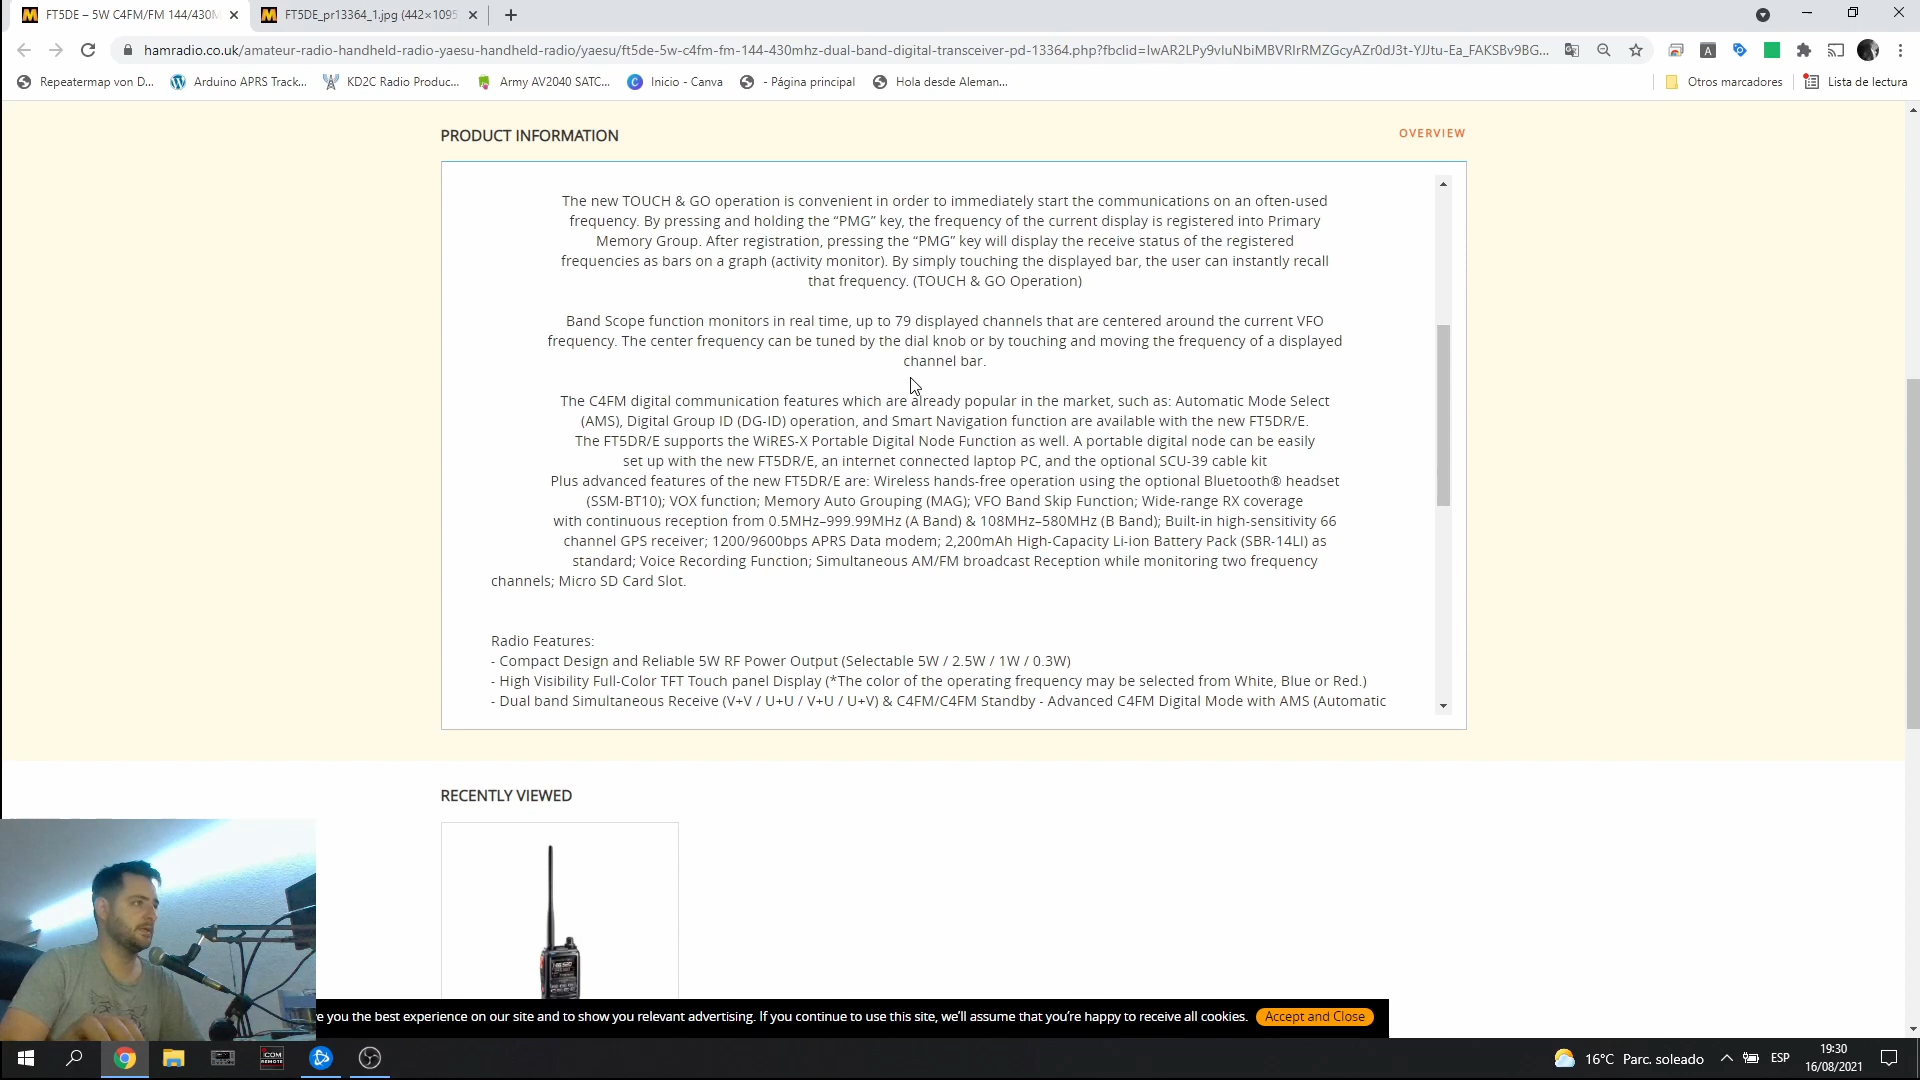 FT5DE – 5W C4FM/FM 144/430M
FT5DE_pr13364_1.jpg (442×1095
hamradio.co.uk/amateur-radio-handheld-radio-yaesu-handheld-radio/yaesu/ft5de-5w-c4fm-fm-144-430mhz-dual-band-digital-transceiver-pd-13364.php?fbclid=IwAR2LPy9vIuNbiMBVRIrRMZGcyAZr0dJ3t-YJJtu-Ea_FAKSBv9BG...
Repeatermap von D...
Arduino APRS Track...
KD2C Radio Produc...
Army AV2040 SATC...
Inicio - Canva
- Página principal
Hola desde Aleman...
Otros marcadores
Lista de lectura
PRODUCT INFORMATION
OVERVIEW
The new TOUCH & GO operation is convenient in order to immediately start the communications on an often-used
frequency. By pressing and holding the “PMG” key, the frequency of the current display is registered into Primary
Memory Group. After registration, pressing the “PMG” key will display the receive status of the registered
frequencies as bars on a graph (activity monitor). By simply touching the displayed bar, the user can instantly recall
that frequency. (TOUCH & GO Operation)
Band Scope function monitors in real time, up to 79 displayed channels that are centered around the current VFO
frequency. The center frequency can be tuned by the dial knob or by touching and moving the frequency of a displayed
channel bar.
The C4FM digital communication features which are already popular in the market, such as: Automatic Mode Select
(AMS), Digital Group ID (DG-ID) operation, and Smart Navigation function are available with the new FT5DR/E.
The FT5DR/E supports the WiRES-X Portable Digital Node Function as well. A portable digital node can be easily
set up with the new FT5DR/E, an internet connected laptop PC, and the optional SCU-39 cable kit
Plus advanced features of the new FT5DR/E are: Wireless hands-free operation using the optional Bluetooth® headset
(SSM-BT10); VOX function; Memory Auto Grouping (MAG); VFO Band Skip Function; Wide-range RX coverage
with continuous reception from 0.5MHz–999.99MHz (A Band) & 108MHz–580MHz (B Band); Built-in high-sensitivity 66
channel GPS receiver; 1200/9600bps APRS Data modem; 2,200mAh High-Capacity Li-ion Battery Pack (SBR-14LI) as
standard; Voice Recording Function; Simultaneous AM/FM broadcast Reception while monitoring two frequency
channels; Micro SD Card Slot.
Radio Features:
- Compact Design and Reliable 5W RF Power Output (Selectable 5W / 2.5W / 1W / 0.3W)
- High Visibility Full-Color TFT Touch panel Display (*The color of the operating frequency may be selected from White, Blue or Red.)
- Dual band Simultaneous Receive (V+V / U+U / V+U / U+V) & C4FM/C4FM Standby - Advanced C4FM Digital Mode with AMS (Automatic
RECENTLY VIEWED
e you the best experience on our site and to show you relevant advertising. If you continue to use this site, we'll assume that you're happy to receive all cookies.
Accept and Close
ICOM
REMOTE
16°C Parc. soleado
ESP
19:30
16/08/2021